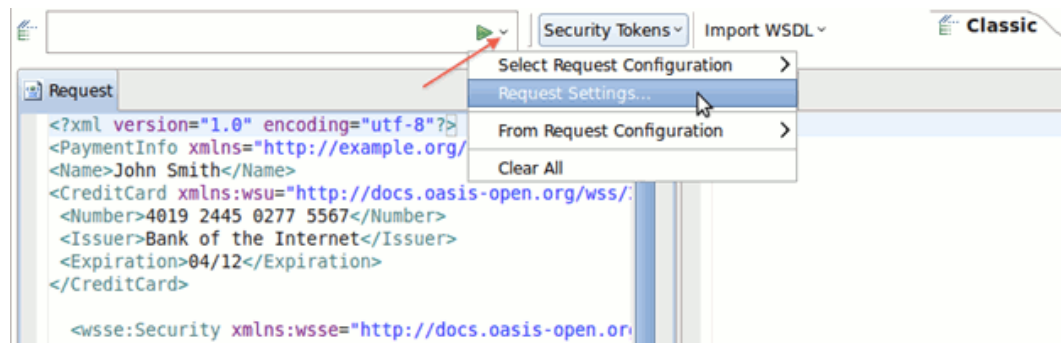 Security Tokens
Import WSDL
Classic
Select Request Configuration
Request Settings...
From Request Configuration
Clear All
Request
<?xml version="1.0" encoding="utf-8"?>
<PaymentInfo xmlns="http://example.org/
<Name>John Smith</Name>
<CreditCard xmlns:wsu="http://docs.oasis-open.org/wss/
<Number>4019 2445 0277 5567</Number>
<Issuer>Bank of the Internet</Issuer>
<Expiration>04/12</Expiration>
</CreditCard>
<wsse:Security xmlns:wsse="http://docs.oasis-open.or